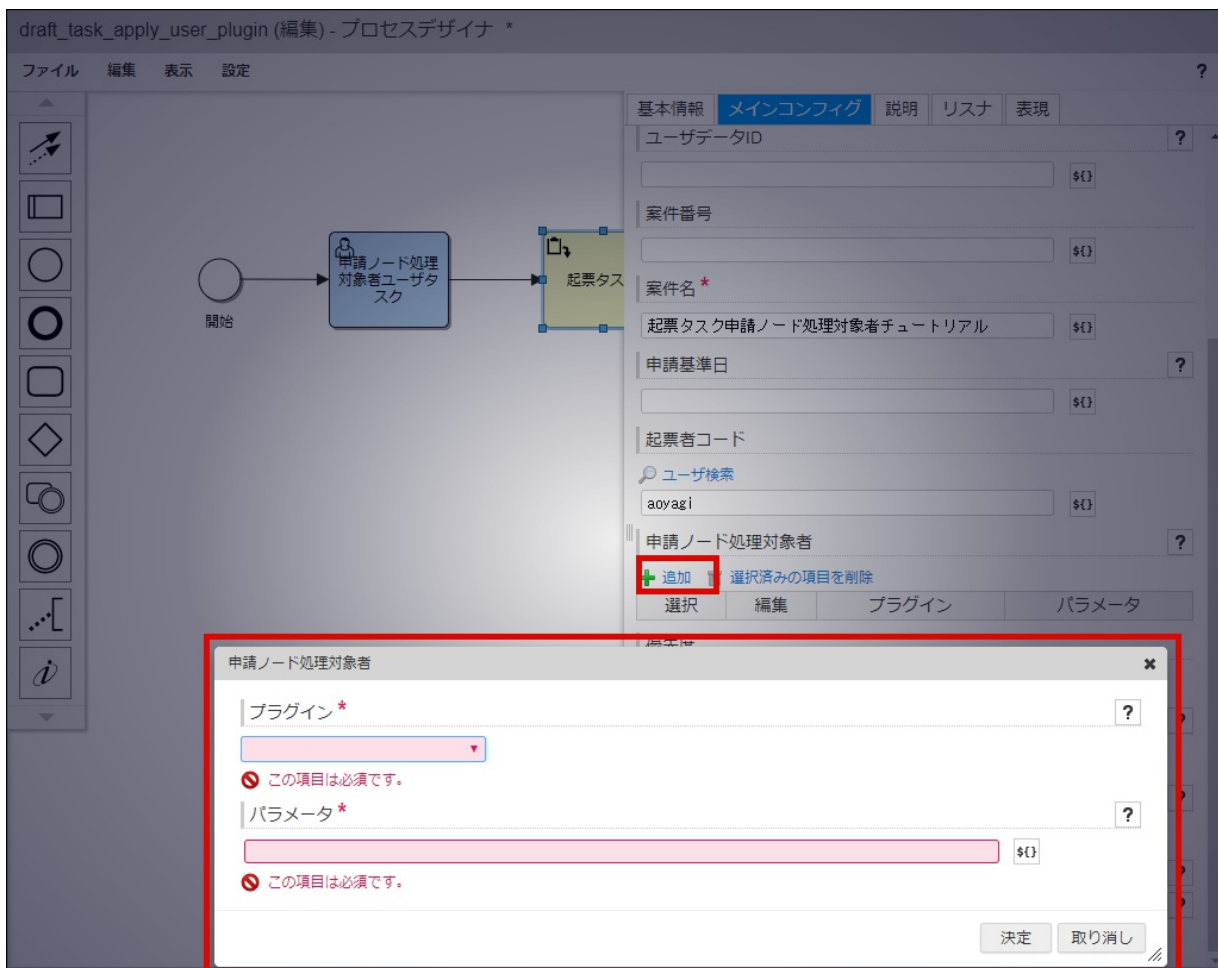 draft_task_apply_user_plugin (編集) - プロセスデザイナ *
ファイル 編集 表示 設定 ?
基本情報 メインコンフィグ 説明 リスナ 表現
ユーザデータID ?
${}
案件番号
${}
案件名 *
起票タスク申請ノード処理対象者チュートリアル ${}
申請基準日 ?
${}
起票者コード
ユーザ検索
aoyagi ${}
申請ノード処理対象者 ?
追加 選択済みの項目を削除
選択 編集 プラグイン パラメータ
優先度
開始
申請ノード処理
対象者ユーザタ
スク
起票タス
申請ノード処理対象者
プラグイン * ?
この項目は必須です。
パラメータ * ?
${}
この項目は必須です。
決定 取り消し